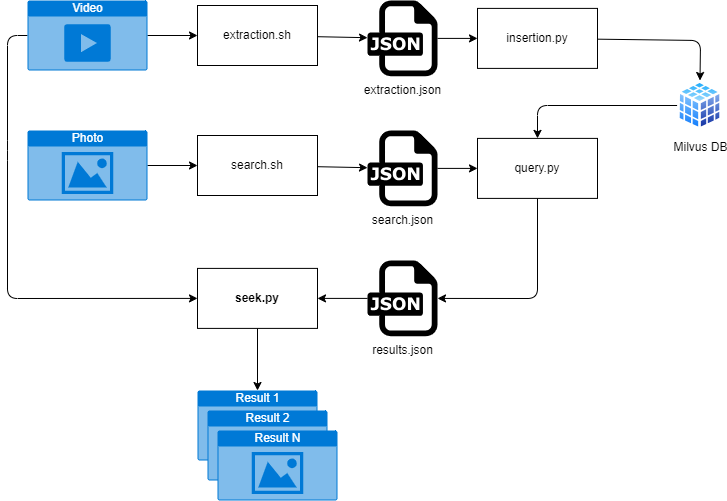 Video
extraction.sh
JSON
extraction.json
insertion.py
Milvus DB
Photo
search.sh
JSON
search.json
query.py
seek.py
JSON
results.json
Result 1
Result 2
Result N